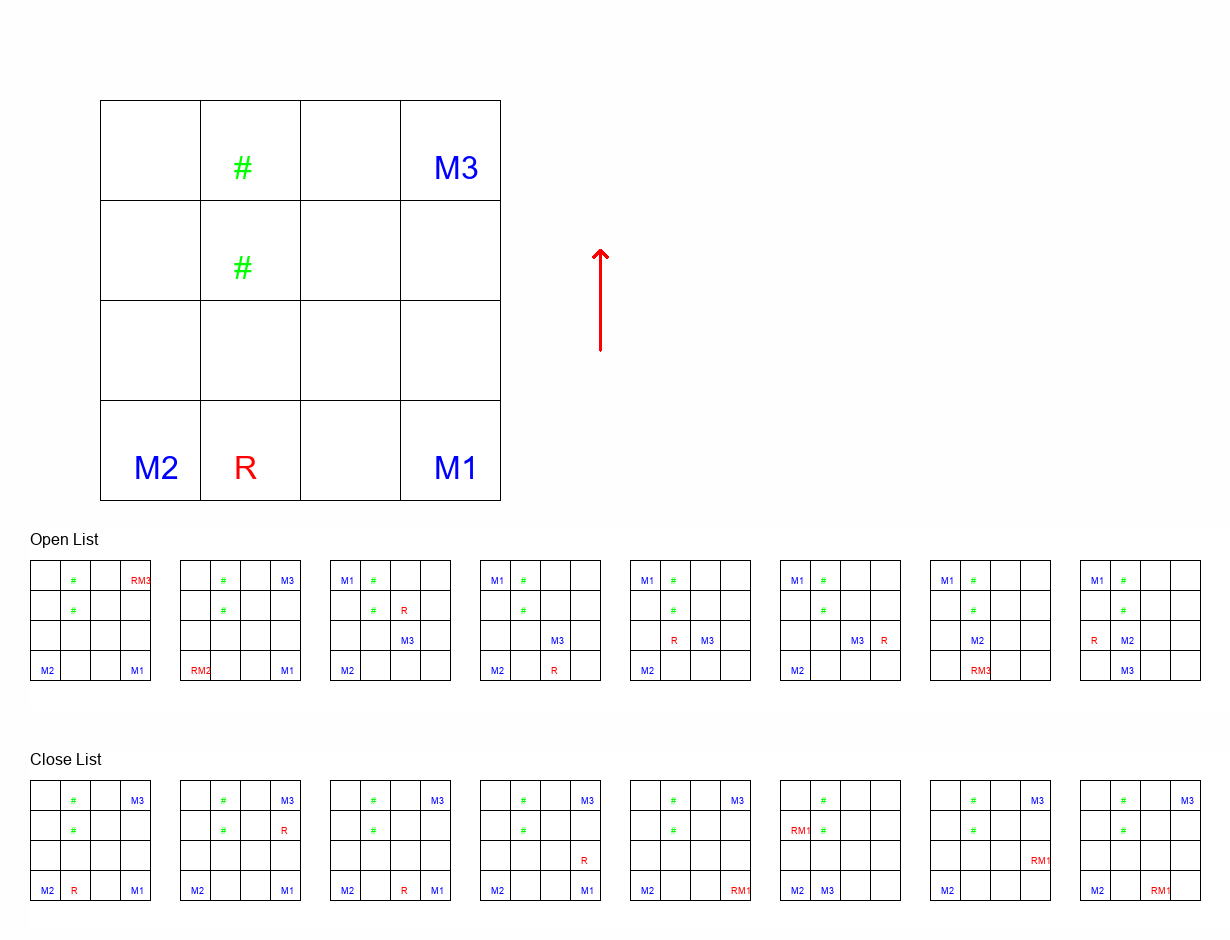 # M3
#
M2 R M1
Open List
# RM3 # M3 M1 # M1 # M1 # M1 # M1 # M1 #
# # # R # # # # #
M3 M3 R M3 M3 R M2 R M2
M2 M1 RM2 M1 M2 M2 R M2 M2 RM3 M3
Close List
# M3 # M3 # M3 # M3 # M3 # # M3 # M3
# # R # # # RM1 # # #
R RM1
M2 R M1 M2 M1 M2 R M1 M2 M1 M2 RM1 M2 M3 M2 M2 RM1